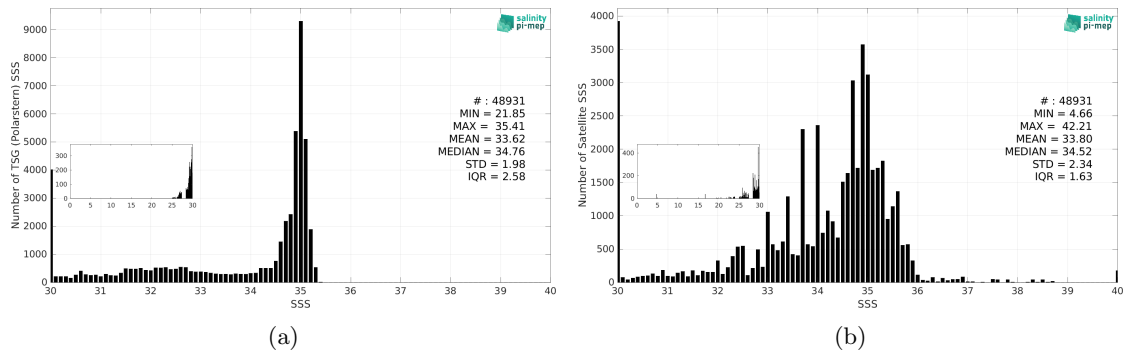 salinity
pi-mep
Number of TSG (Polarstern) SSS
9000
8000
7000
6000
5000
4000
3000
2000
1000
0
# : 48931
MIN = 21.85
MAX = 35.41
MEAN = 33.62
MEDIAN = 34.76
STD = 1.98
IQR = 2.58
300
200
100
0
0 5 10 15 20 25 30
30 31 32 33 34 35 36 37 38 39 40
SSS
(a)
salinity
pi-mep
Number of Satellite SSS
4000
3500
3000
2500
2000
1500
1000
500
0
# : 48931
MIN = 4.66
MAX = 42.21
MEAN = 33.80
MEDIAN = 34.52
STD = 2.34
IQR = 1.63
400
200
0
0 5 10 15 20 25 30
30 31 32 33 34 35 36 37 38 39 40
SSS
(b)